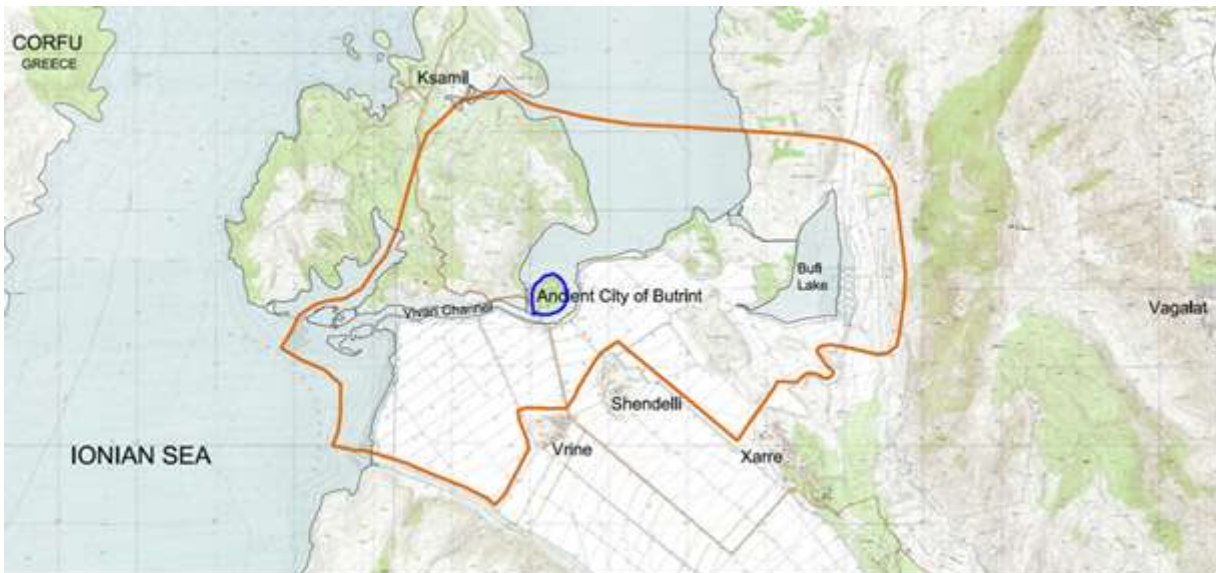 CORFU
GREECE
Ksamil
Bufi
Lake
Ancient City of Butrint
Vivari Channel
Vagalat
Shendelli
Vrine
Xarre
IONIAN SEA